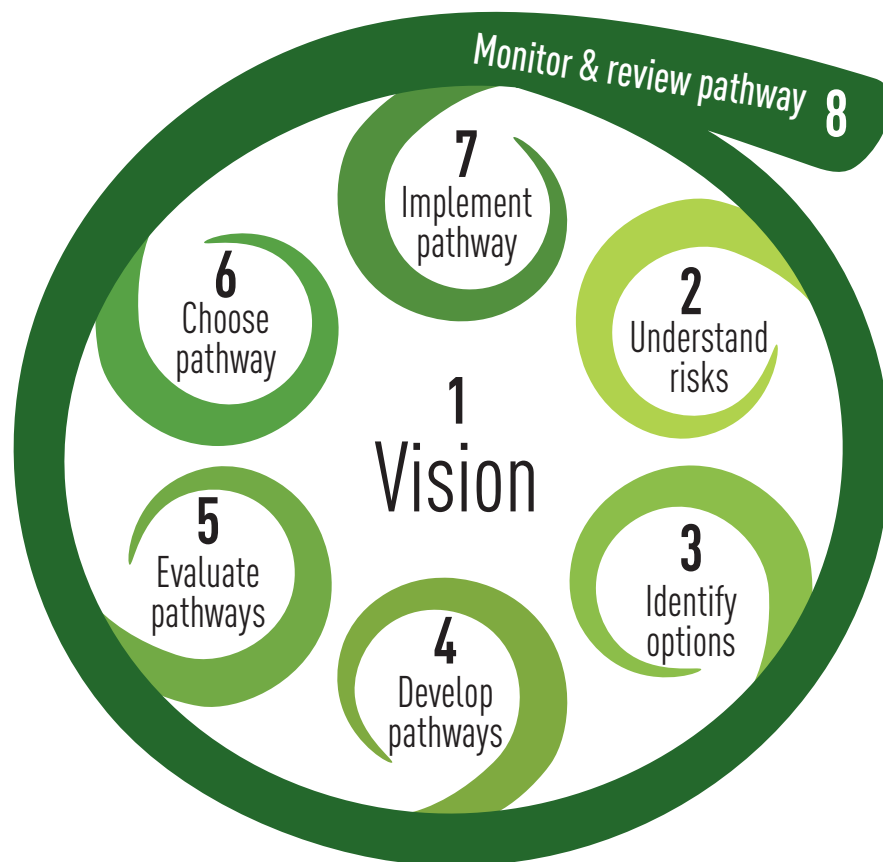 Monitor & review pathway 8
1
Vision
2
Understand
risks
3
Identify
options
4
Develop
pathways
5
Evaluate
pathways
6
Choose
pathway
7
Implement
pathway